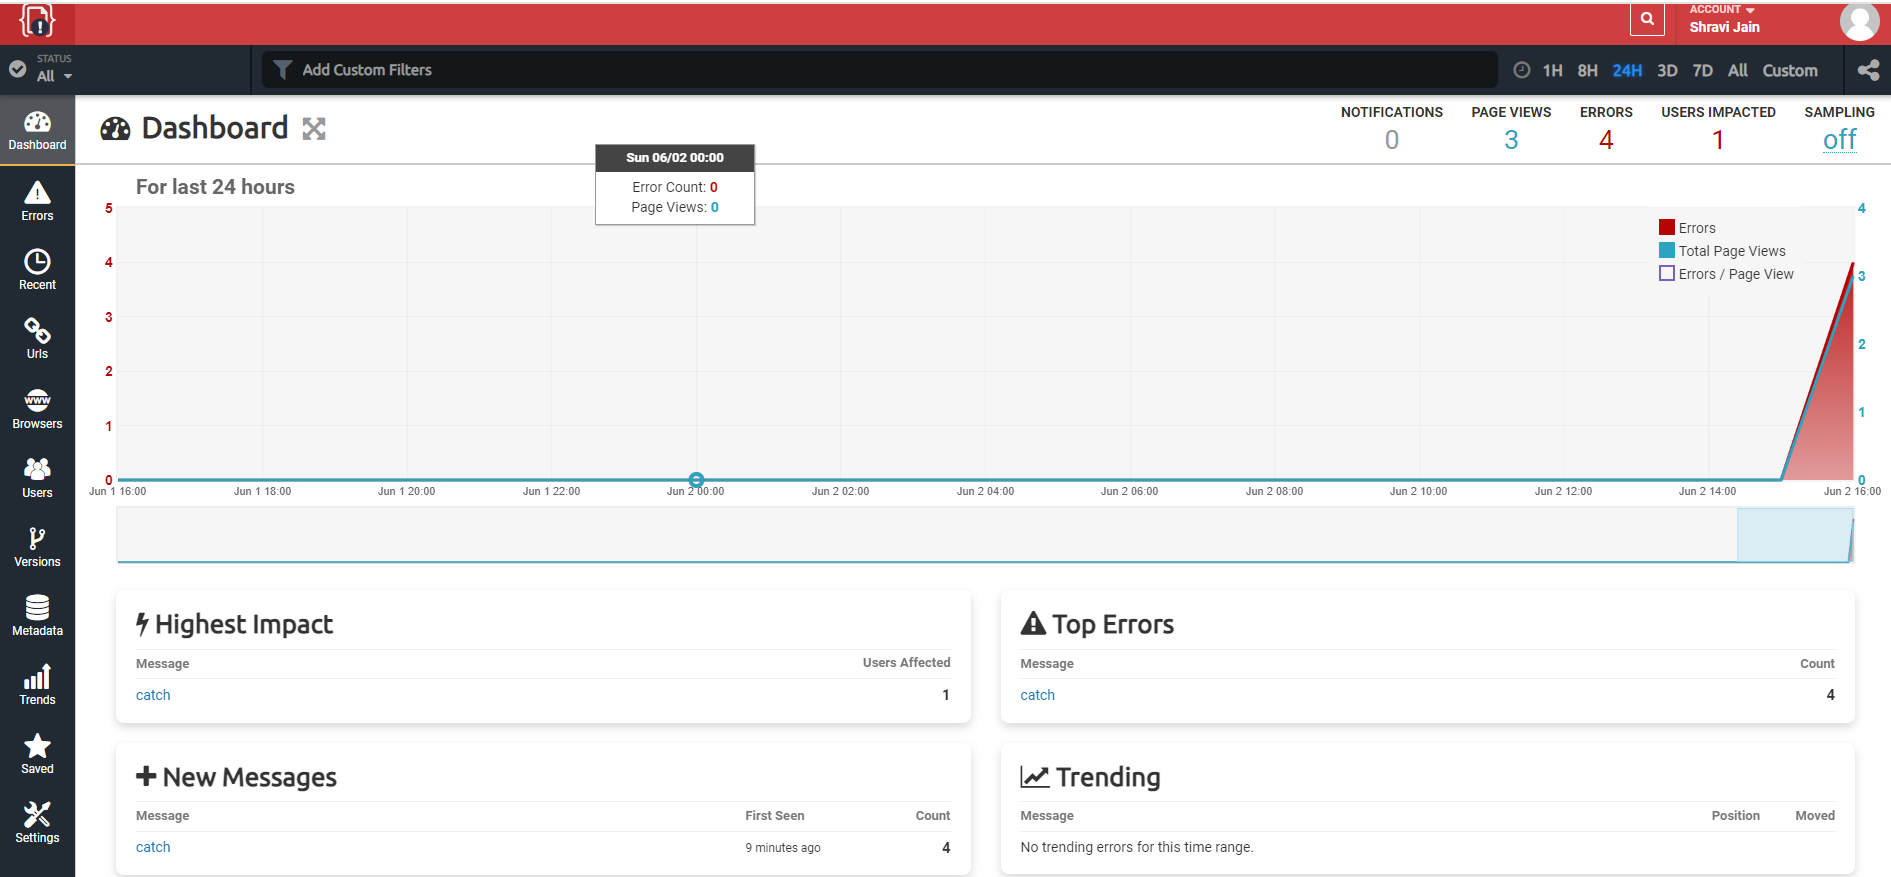 ACCOUNT
Shravi Jain
STATUS
All
Add Custom Filters
1H 8H 24H 3D 7D All Custom
Dashboard
Errors
Recent
Urls
www
Browsers
Users
Versions
Metadata
Trends
Saved
Settings
Dashboard
NOTIFICATIONS PAGE VIEWS ERRORS USERS IMPACTED SAMPLING
0 3 4 1 off
Sun 06/02 00:00
Error Count: 0
Page Views: 0
For last 24 hours
5
4
3
2
1
0
Errors
Total Page Views
Errors / Page View
4
3
2
1
0
Jun 1 16:00 Jun 1 18:00 Jun 1 20:00 Jun 1 22:00 Jun 2 00:00 Jun 2 02:00 Jun 2 04:00 Jun 2 06:00 Jun 2 08:00 Jun 2 10:00 Jun 2 12:00 Jun 2 14:00 Jun 2 16:00
Highest Impact
Message Users Affected
catch 1
Top Errors
Message Count
catch 4
New Messages
Message First Seen Count
catch 9 minutes ago 4
Trending
Message Position Moved
No trending errors for this time range.